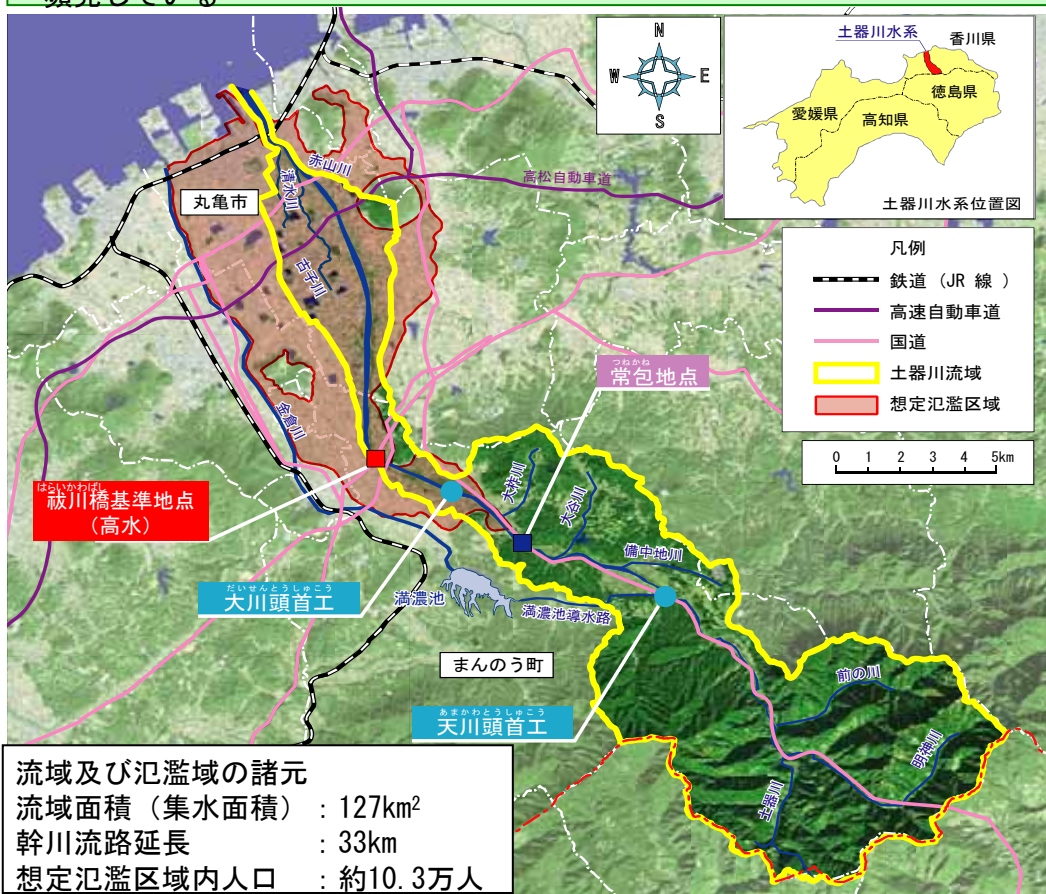 頻発している
N
W
E
S
土器川水系
香川県
徳島県
愛媛県
高知県
土器川水系位置図
凡例
鉄道（JR 線 ）
高速自動車道
国道
土器川流域
想定氾濫区域
0 1 2 3 4 5km
赤山川
清水川
高松自動車道
丸亀市
古子川
つねかね
常包地点
金倉川
はらいかわばし
祓川橋基準地点
（高水）
大柞川
大谷川
備中地川
だいせんとうしゅこう
大川頭首工
満濃池
満濃池導水路
まんのう町
前の川
あまかわとうしゅこう
天川頭首工
明神川
土器川
流域及び氾濫域の諸元
流域面積（集水面積）：127km²
幹川流路延長 ：33km
想定氾濫区域内人口 ：約10.3万人